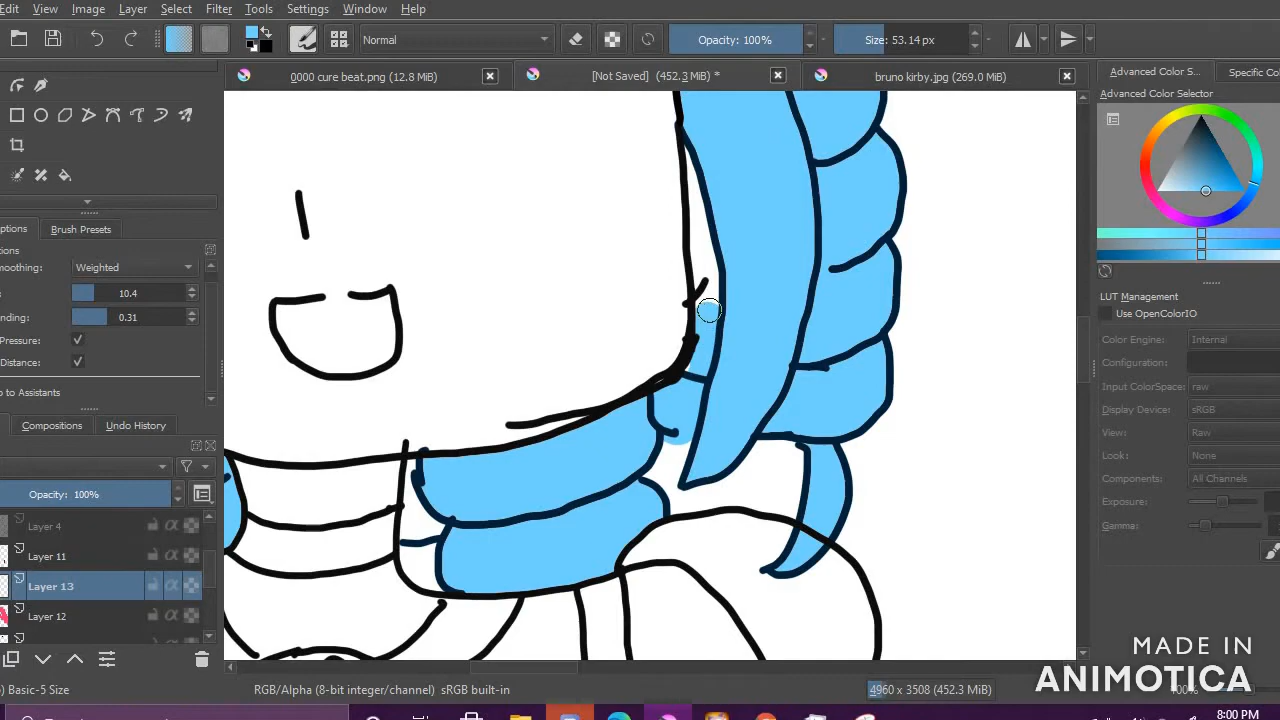 Edit View Image Layer Select Filter Tools Settings Window Help
Normal Opacity: 100% Size: 53.14 px
0000 cure beat.png (12.8 MiB) [Not Saved] (452.3 MiB) * bruno kirby.jpg (269.0 MiB) Advanced Color S... Specific Co
Advanced Color Selector
ptions Brush Presets
ptions
moothing: Weighted
s 10.4
nding: 0.31
Pressure:
Distance:
to Assistants
Compositions Undo History
Opacity: 100%
Layer 4
Layer 11
Layer 13
Layer 12
LUT Management
Use OpenColorIO
Color Engine: Internal
Configuration:
Input ColorSpace: raw
Display Device: sRGB
View: Raw
Look: None
Components: All Channels
Exposure:
Gamma:
MADE IN
ANIMOTICA
) Basic-5 Size RGB/Alpha (8-bit integer/channel) sRGB built-in 4960 x 3508 (452.3 MiB) 100%
8:00 PM